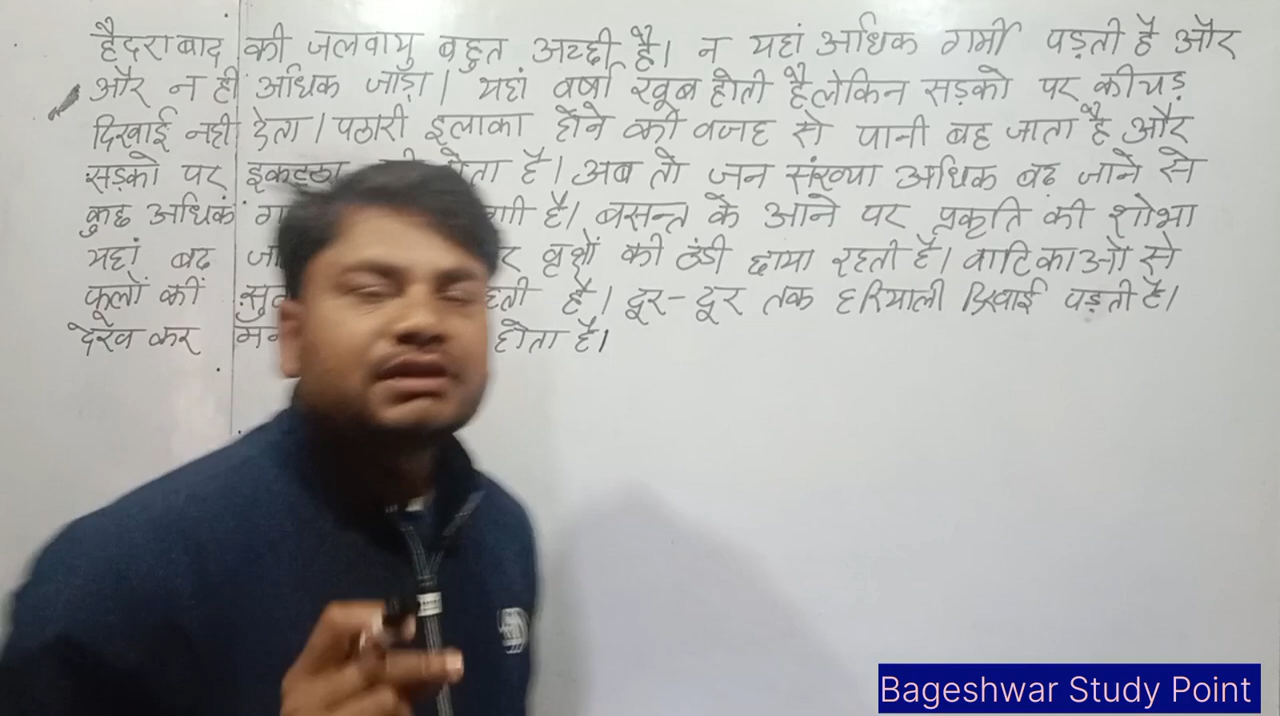 हैदराबाद की जलवायु बहुत अच्छी है। न यहां अधिक गर्मी पड़ती है और
और न ही अधिक जाड़ा। यहां वर्षा खूब होती है लेकिन सड़को पर कीचड़
दिखाई नही देता। पठारी इलाका होने की वजह से पानी बह जाता है और
सड़को पर इकट्ठा है। अब तो जन संख्या अधिक बढ़ जाने से
कुछ अधिक है। बसन्त के आने पर प्रकृति की शोभा
यहां बढ़ वृक्षों की ठंडी छाया रहती है। वाटिकाओं से
फूलों की है। दूर-दूर तक हरियाली दिखाई पड़ती है।
देख कर होता है।
Bageshwar Study Point